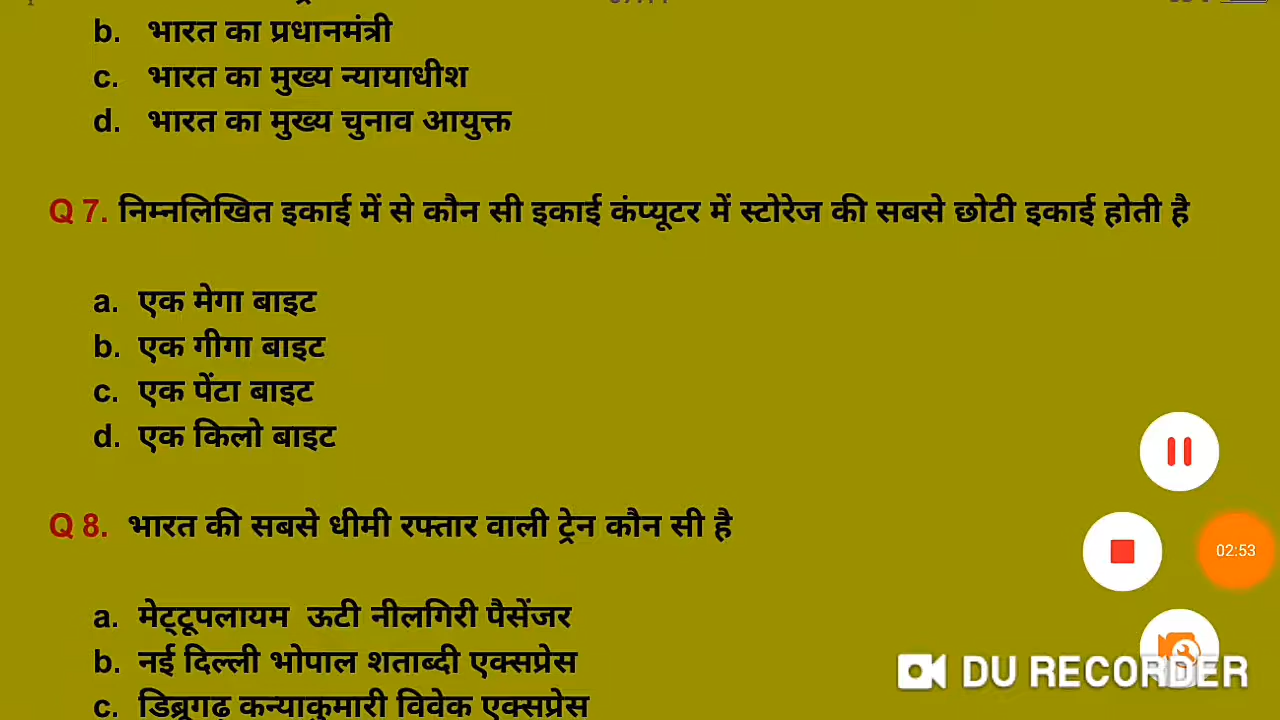 b. भारत का प्रधानमंत्री
c. भारत का मुख्य न्यायाधीश
d. भारत का मुख्य चुनाव आयुक्त
Q 7. निम्नलिखित इकाई में से कौन सी इकाई कंप्यूटर में स्टोरेज की सबसे छोटी इकाई होती है
a. एक मेगा बाइट
b. एक गीगा बाइट
c. एक पेंटा बाइट
d. एक किलो बाइट
Q 8. भारत की सबसे धीमी रफ्तार वाली ट्रेन कौन सी है
02:53
a. मेट्टूपलायम ऊटी नीलगिरी पैसेंजर
b. नई दिल्ली भोपाल शताब्दी एक्सप्रेस
DU RECORDER
c. डिब्रूगढ़ कन्याकुमारी विवेक एक्सप्रेस